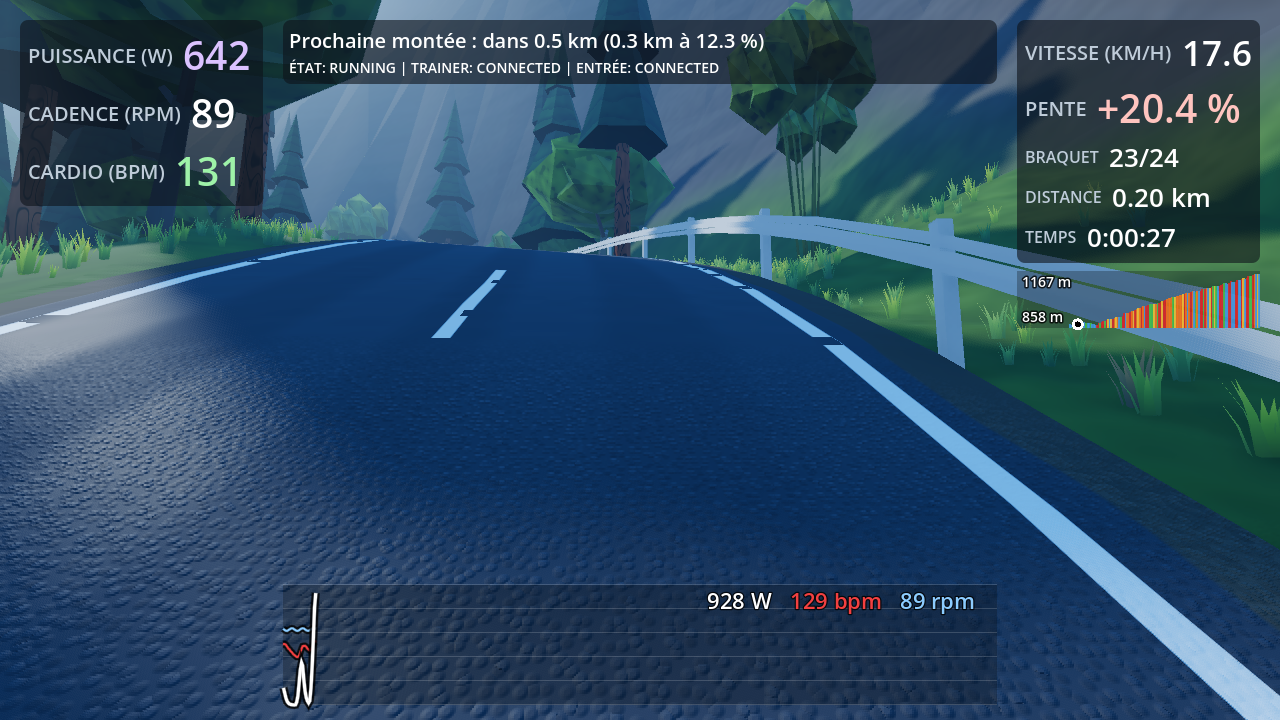 PUISSANCE (W) 642
CADENCE (RPM) 89
CARDIO (BPM) 131
Prochaine montée : dans 0.5 km (0.3 km à 12.3 %)
ÉTAT: RUNNING | TRAINER: CONNECTED | ENTRÉE: CONNECTED
VITESSE (KM/H) 17.6
PENTE +20.4 %
BRAQUET 23/24
DISTANCE 0.20 km
TEMPS 0:00:27
1167 m
858 m
928 W 129 bpm 89 rpm